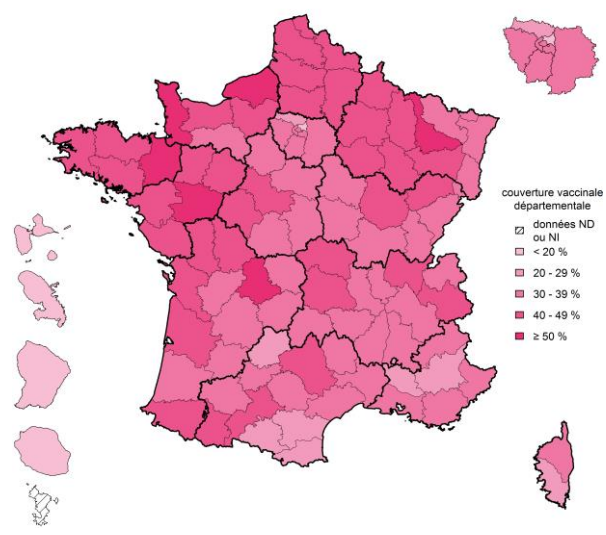 couverture vaccinale
départementale
données ND
ou NI
< 20 %
20 - 29 %
30 - 39 %
40 - 49 %
≥ 50 %